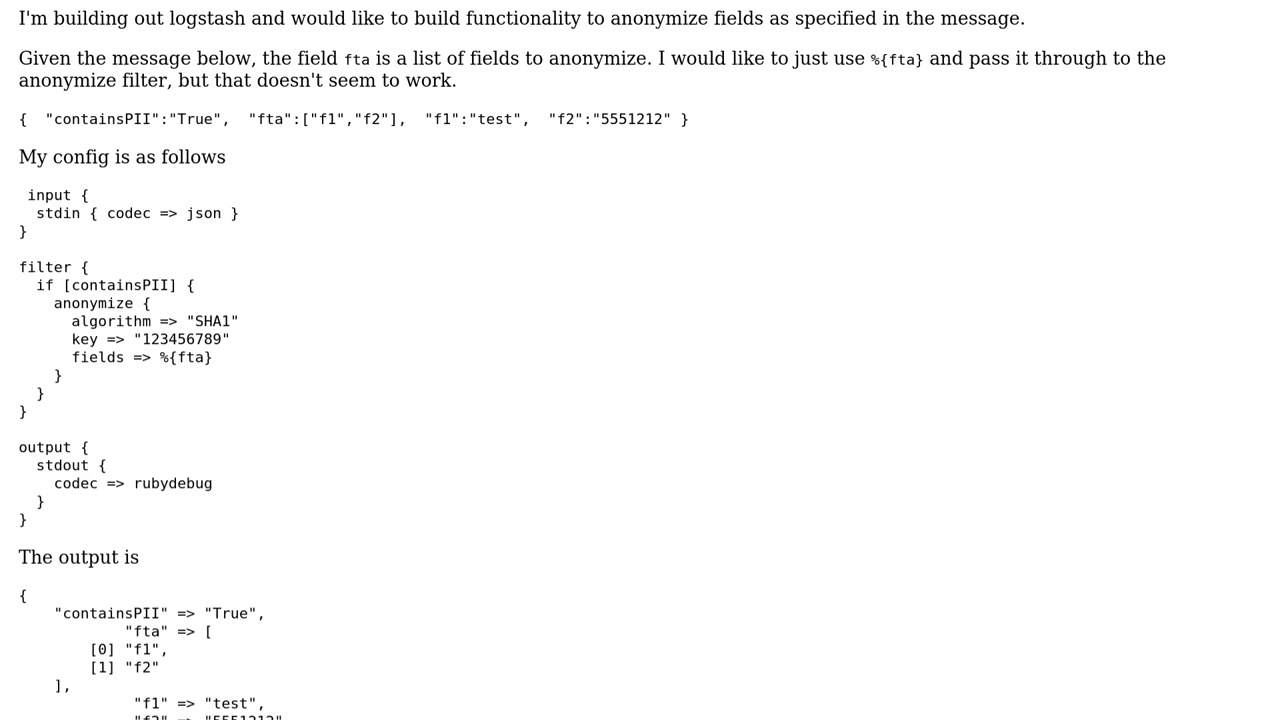 I'm building out logstash and would like to build functionality to anonymize fields as specified in the message.
Given the message below, the field fta is a list of fields to anonymize. I would like to just use %{fta} and pass it through to the
anonymize filter, but that doesn't seem to work.
{  "containsPII":"True",  "fta":["f1","f2"],  "f1":"test",  "f2":"5551212" }
My config is as follows
 input {
  stdin { codec => json }
}
filter {
  if [containsPII] {
    anonymize {
      algorithm => "SHA1"
      key => "123456789"
      fields => %{fta}
    }
  }
}
output {
  stdout {
    codec => rubydebug
  }
}
The output is
{
    "containsPII" => "True",
            "fta" => [
        [0] "f1",
        [1] "f2"
    ],
             "f1" => "test",
             "f2" => "5551212"